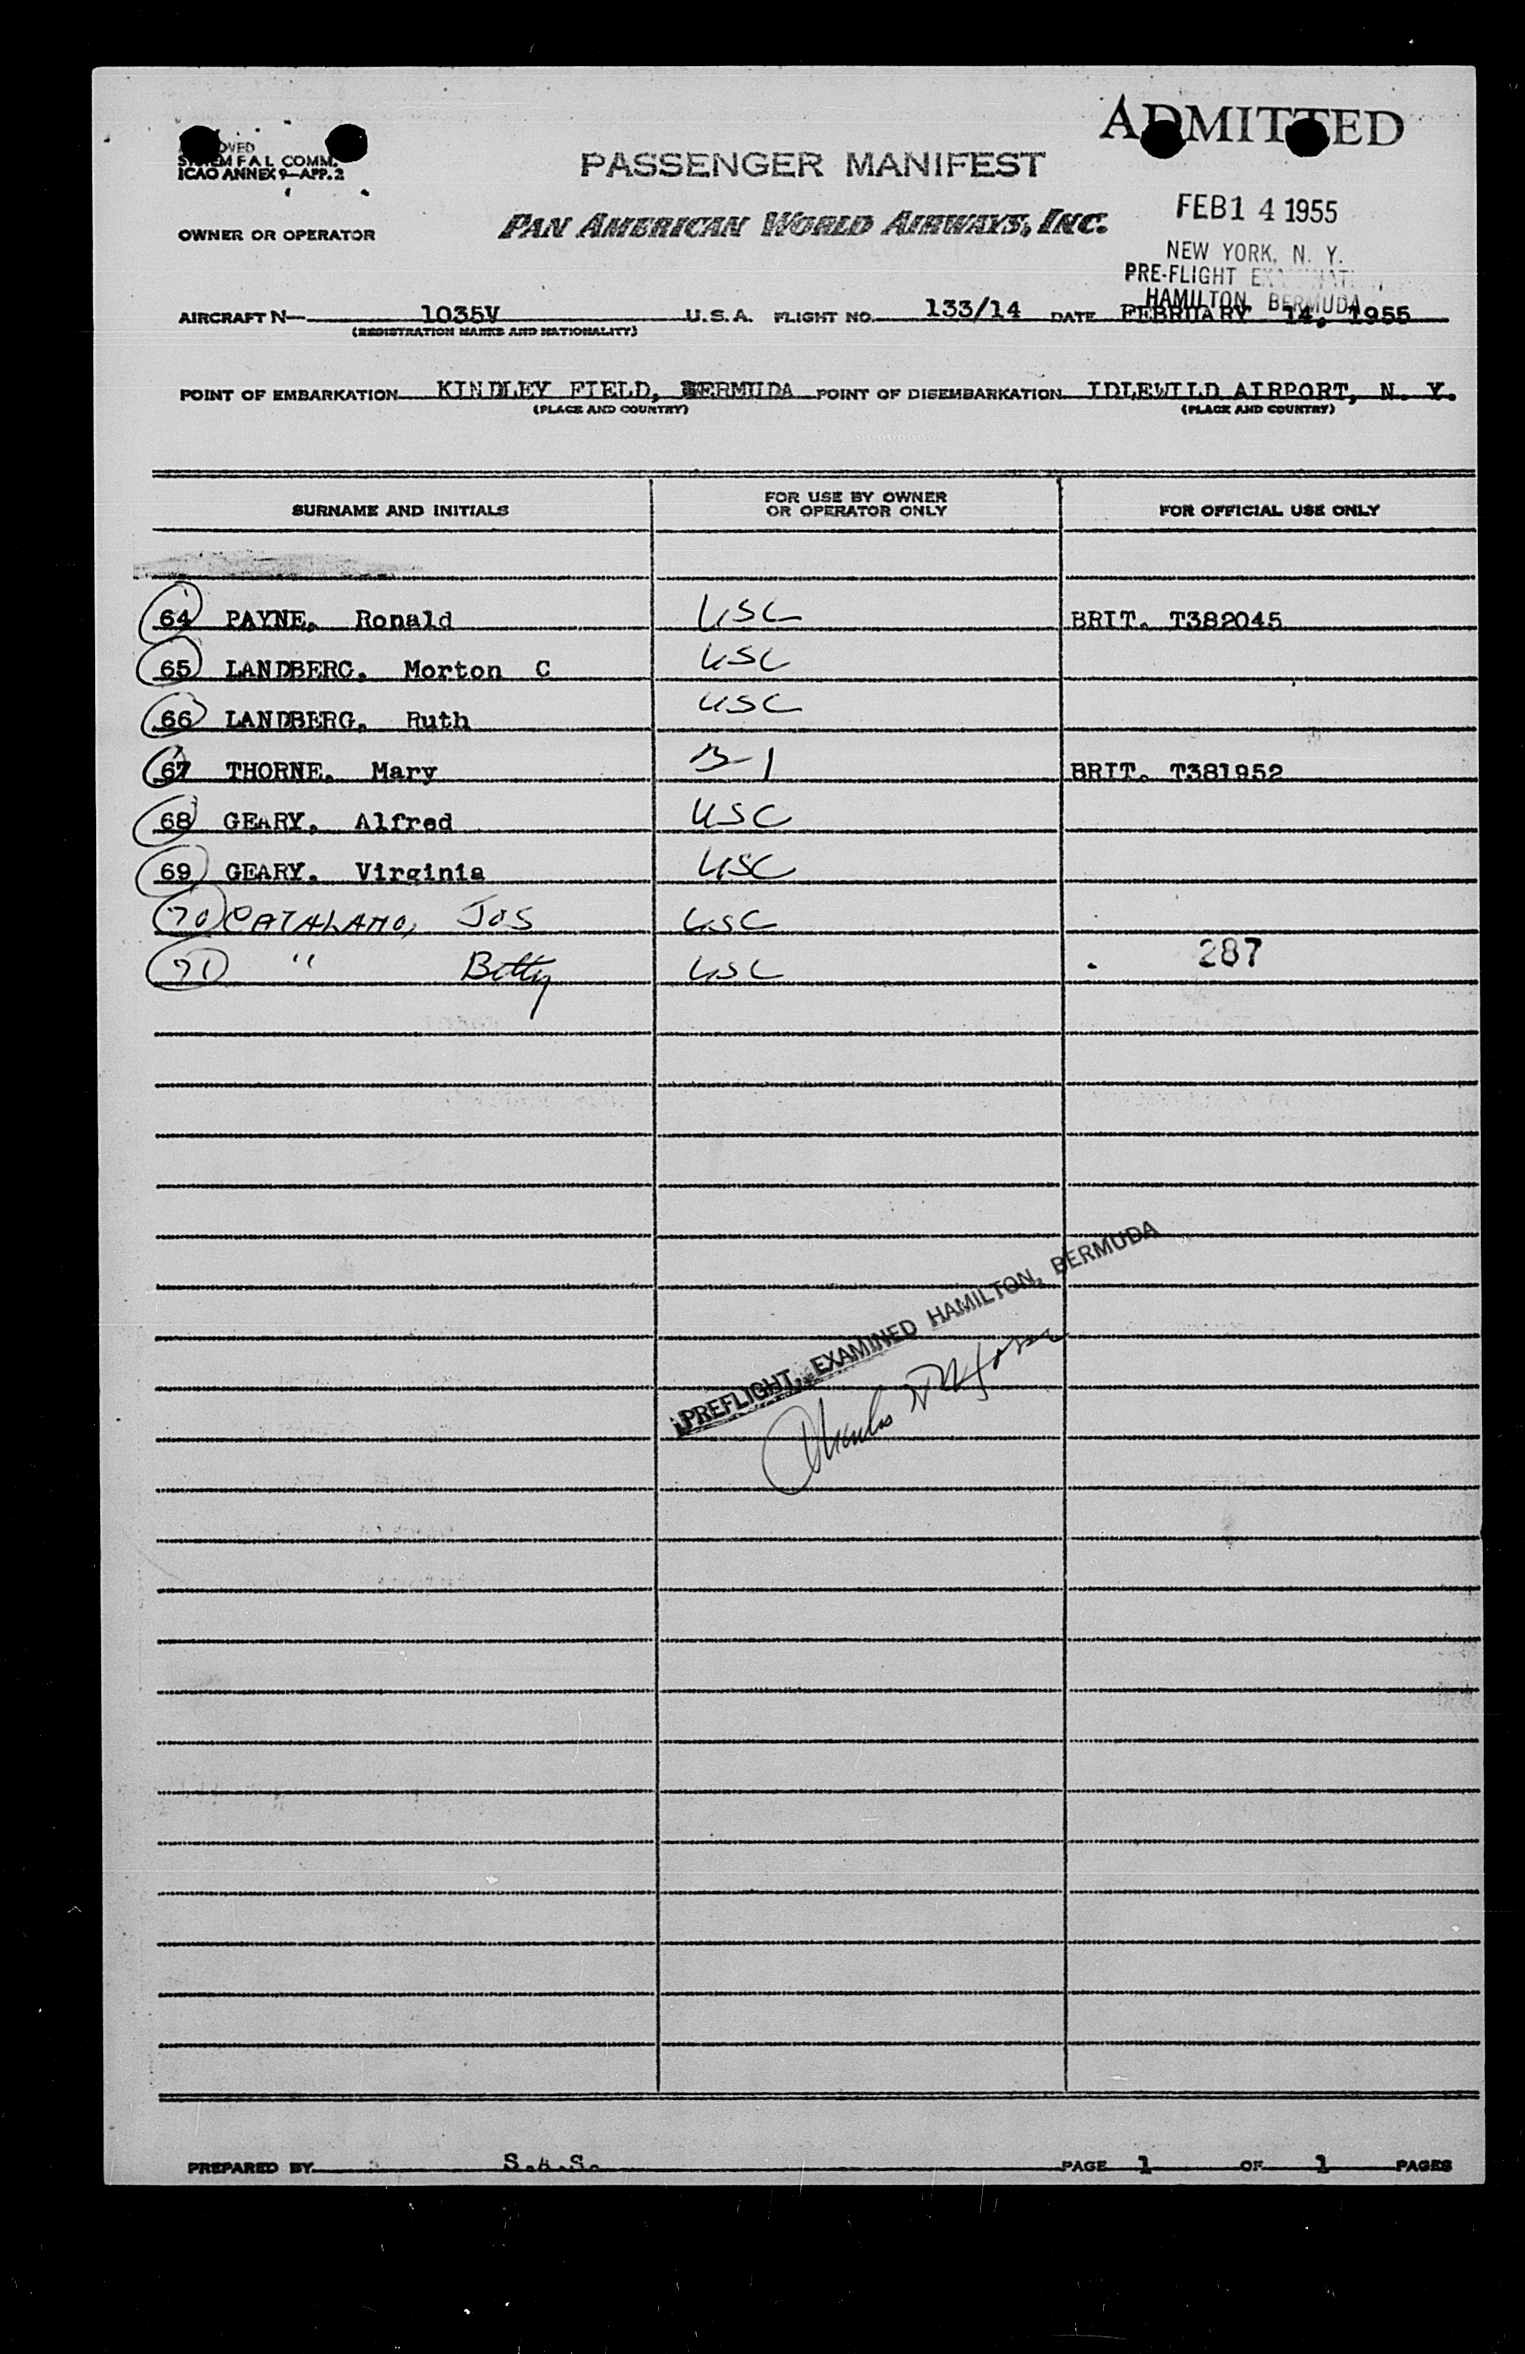 ADMITTED
SYSTEM F A L COMM.
ICAO ANNEX 9—APP. 2
PASSENGER MANIFEST
FEB 1 4 1955
OWNER OR OPERATOR PAN AMERICAN WORLD AIRWAYS, INC.
NEW YORK, N. Y.
PRE-FLIGHT
HAMILTON, BERMUDA
AIRCRAFT N— 1035V U.S.A. FLIGHT NO. 133/14 DATE FEBRUARY 14, 1955
(REGISTRATION MARKS AND NATIONALITY)
POINT OF EMBARKATION KINDLEY FIELD, BERMUDA POINT OF DISEMBARKATION IDLEWILD AIRPORT, N. Y.
(PLACE AND COUNTRY) (PLACE AND COUNTRY)
SURNAME AND INITIALS FOR USE BY OWNER OR OPERATOR ONLY FOR OFFICIAL USE ONLY
64 PAYNE, Ronald USC BRIT. T382045
65 LANDBERG, Morton C USC
66 LANDBERG, Ruth USC
67 THORNE, Mary B-1 BRIT. T381952
68 GEARY, Alfred USC
69 GEARY, Virginia USC
70 CATALANO, JOS USC
71 " Betty USC 287
PREFLIGHT, EXAMINED HAMILTON, BERMUDA
PREPARED BY S.A.S. PAGE 1 OF 1 PAGES